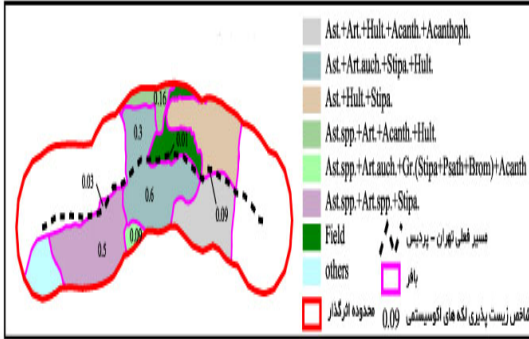 Ast.+Art.+Hult.+Acanth.+Acanthoph.
Ast.+Art.auch.+Stipa.+Hult.
Ast.+Hult.+Stipa.
Ast.spp+Art.+Acanth.+Hult.
Ast.spp+Art.auch.+Gr.(Stipa+Psath+Brom)+Acanth
Ast.spp.+Art.spp.+Stipa.
Field
مسیر فعلی تهران - پردیس
others
بافر
محدوده اثرگذار
0.09 شاخص زیست پذیری لکه های اکوسیستمی
0.16
0.3
0.01
0.03
0.6
0.09
0.5
0.00